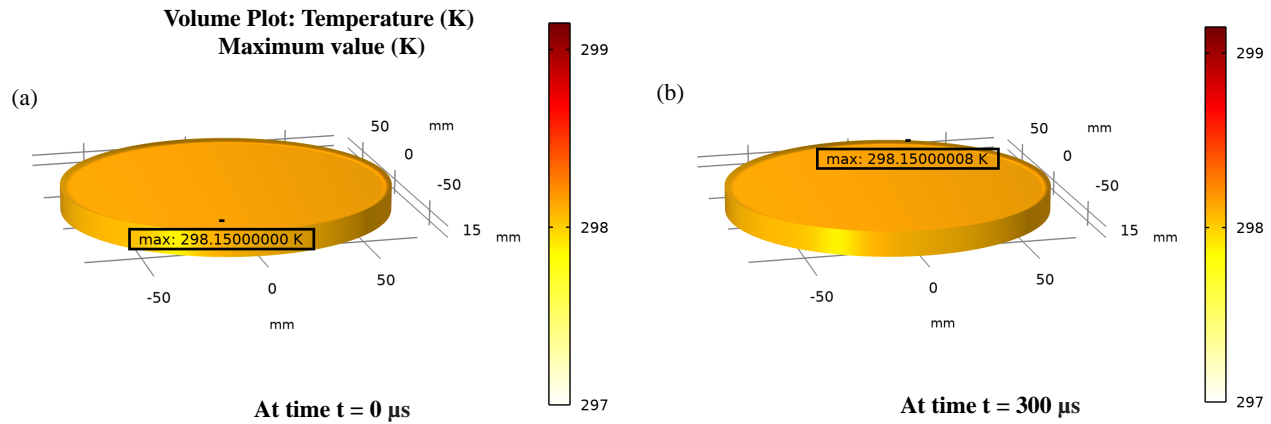 Volume Plot: Temperature (K)
Maximum value (K)
(a)
299
298
297
50
mm
0
-50
15
mm
max: 298.15000000 K
50
0
-50
mm
At time t = 0 µs
(b)
299
298
297
50
mm
0
-50
15
mm
max: 298.15000008 K
50
0
-50
mm
At time t = 300 µs